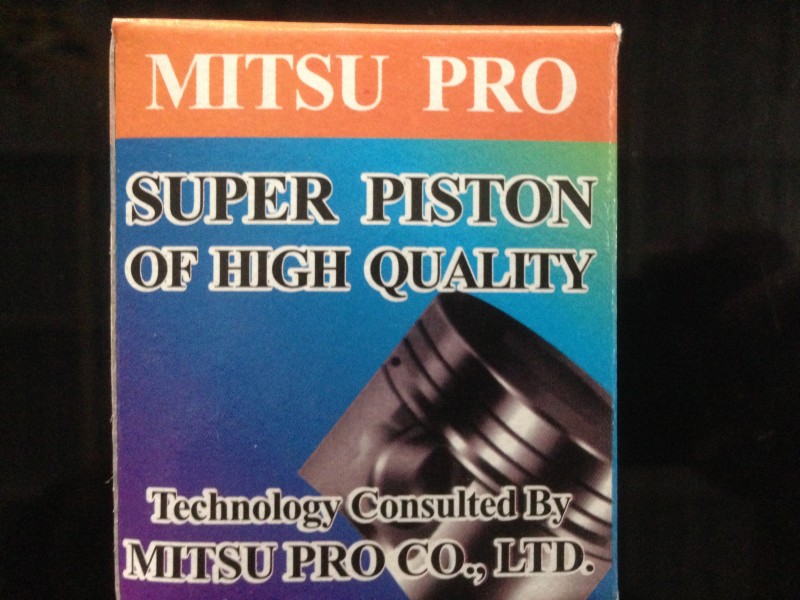 MITSU PRO
SUPER PISTON
OF HIGH QUALITY
Technology Consulted By
MITSU PRO CO., LTD.